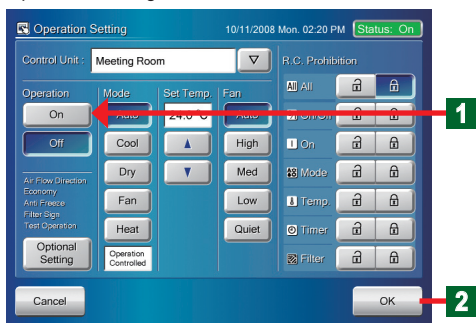 Operation Setting 10/11/2008 Mon. 02:20 PM Status: On
Control Unit : Meeting Room
R.C. Prohibition
Operation Mode Set Temp. Fan
All All
On Auto 24.0°C Auto On/Off
1
Off Cool High On
Dry Med Mode
Air Flow Direction
Economy
Anti Freeze
Filter Sign
Test Operation
Fan Low Temp.
Heat Quiet Timer
Optional
Setting
Operation
Controlled
Filter
Cancel OK
2